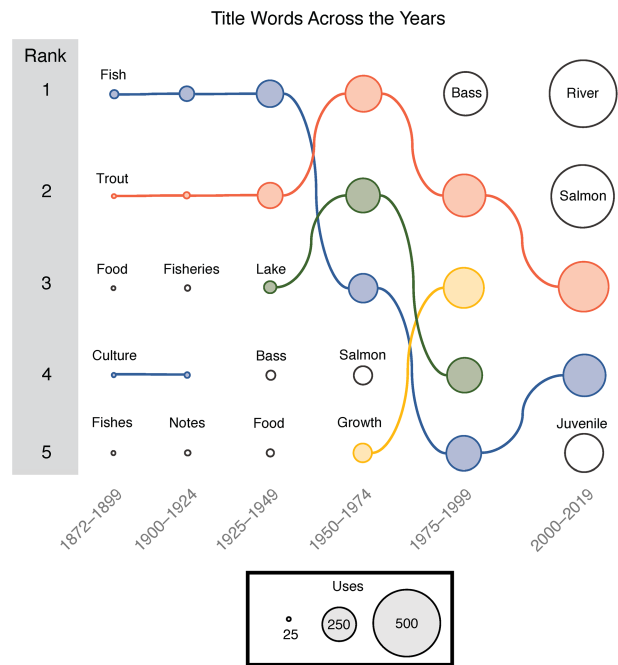 Title Words Across the Years
Rank
1
Fish
Bass
River
2
Trout
Salmon
3
Food
Fisheries
Lake
4
Culture
Bass
Salmon
5
Fishes
Notes
Food
Growth
Juvenile
1872–1899
1900–1924
1925–1949
1950–1974
1975–1999
2000–2019
Uses
25
250
500